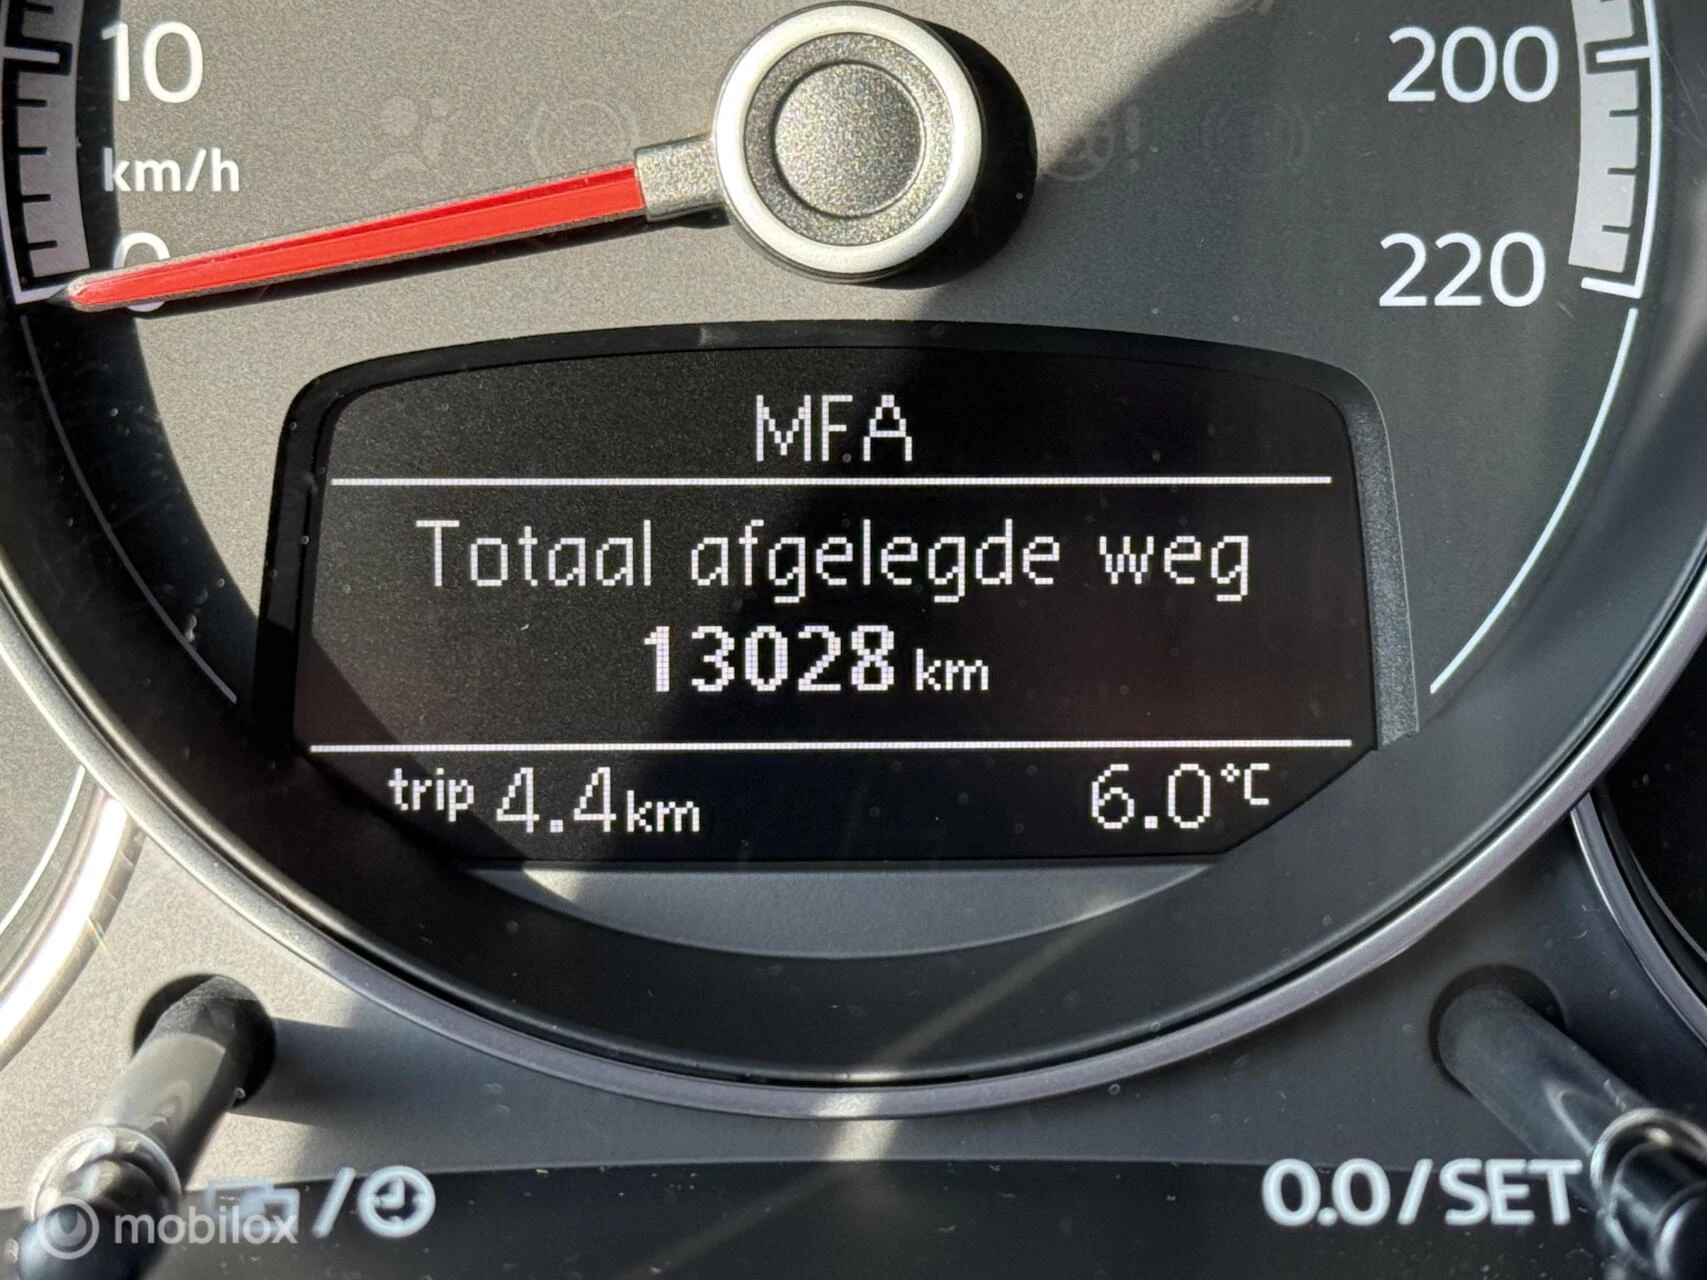 10
200
km/h
0
220
MFA
Totaal afgelegde weg
13028 km
trip 4.4 km
6.0°C
/
0.0/SET
mobilox